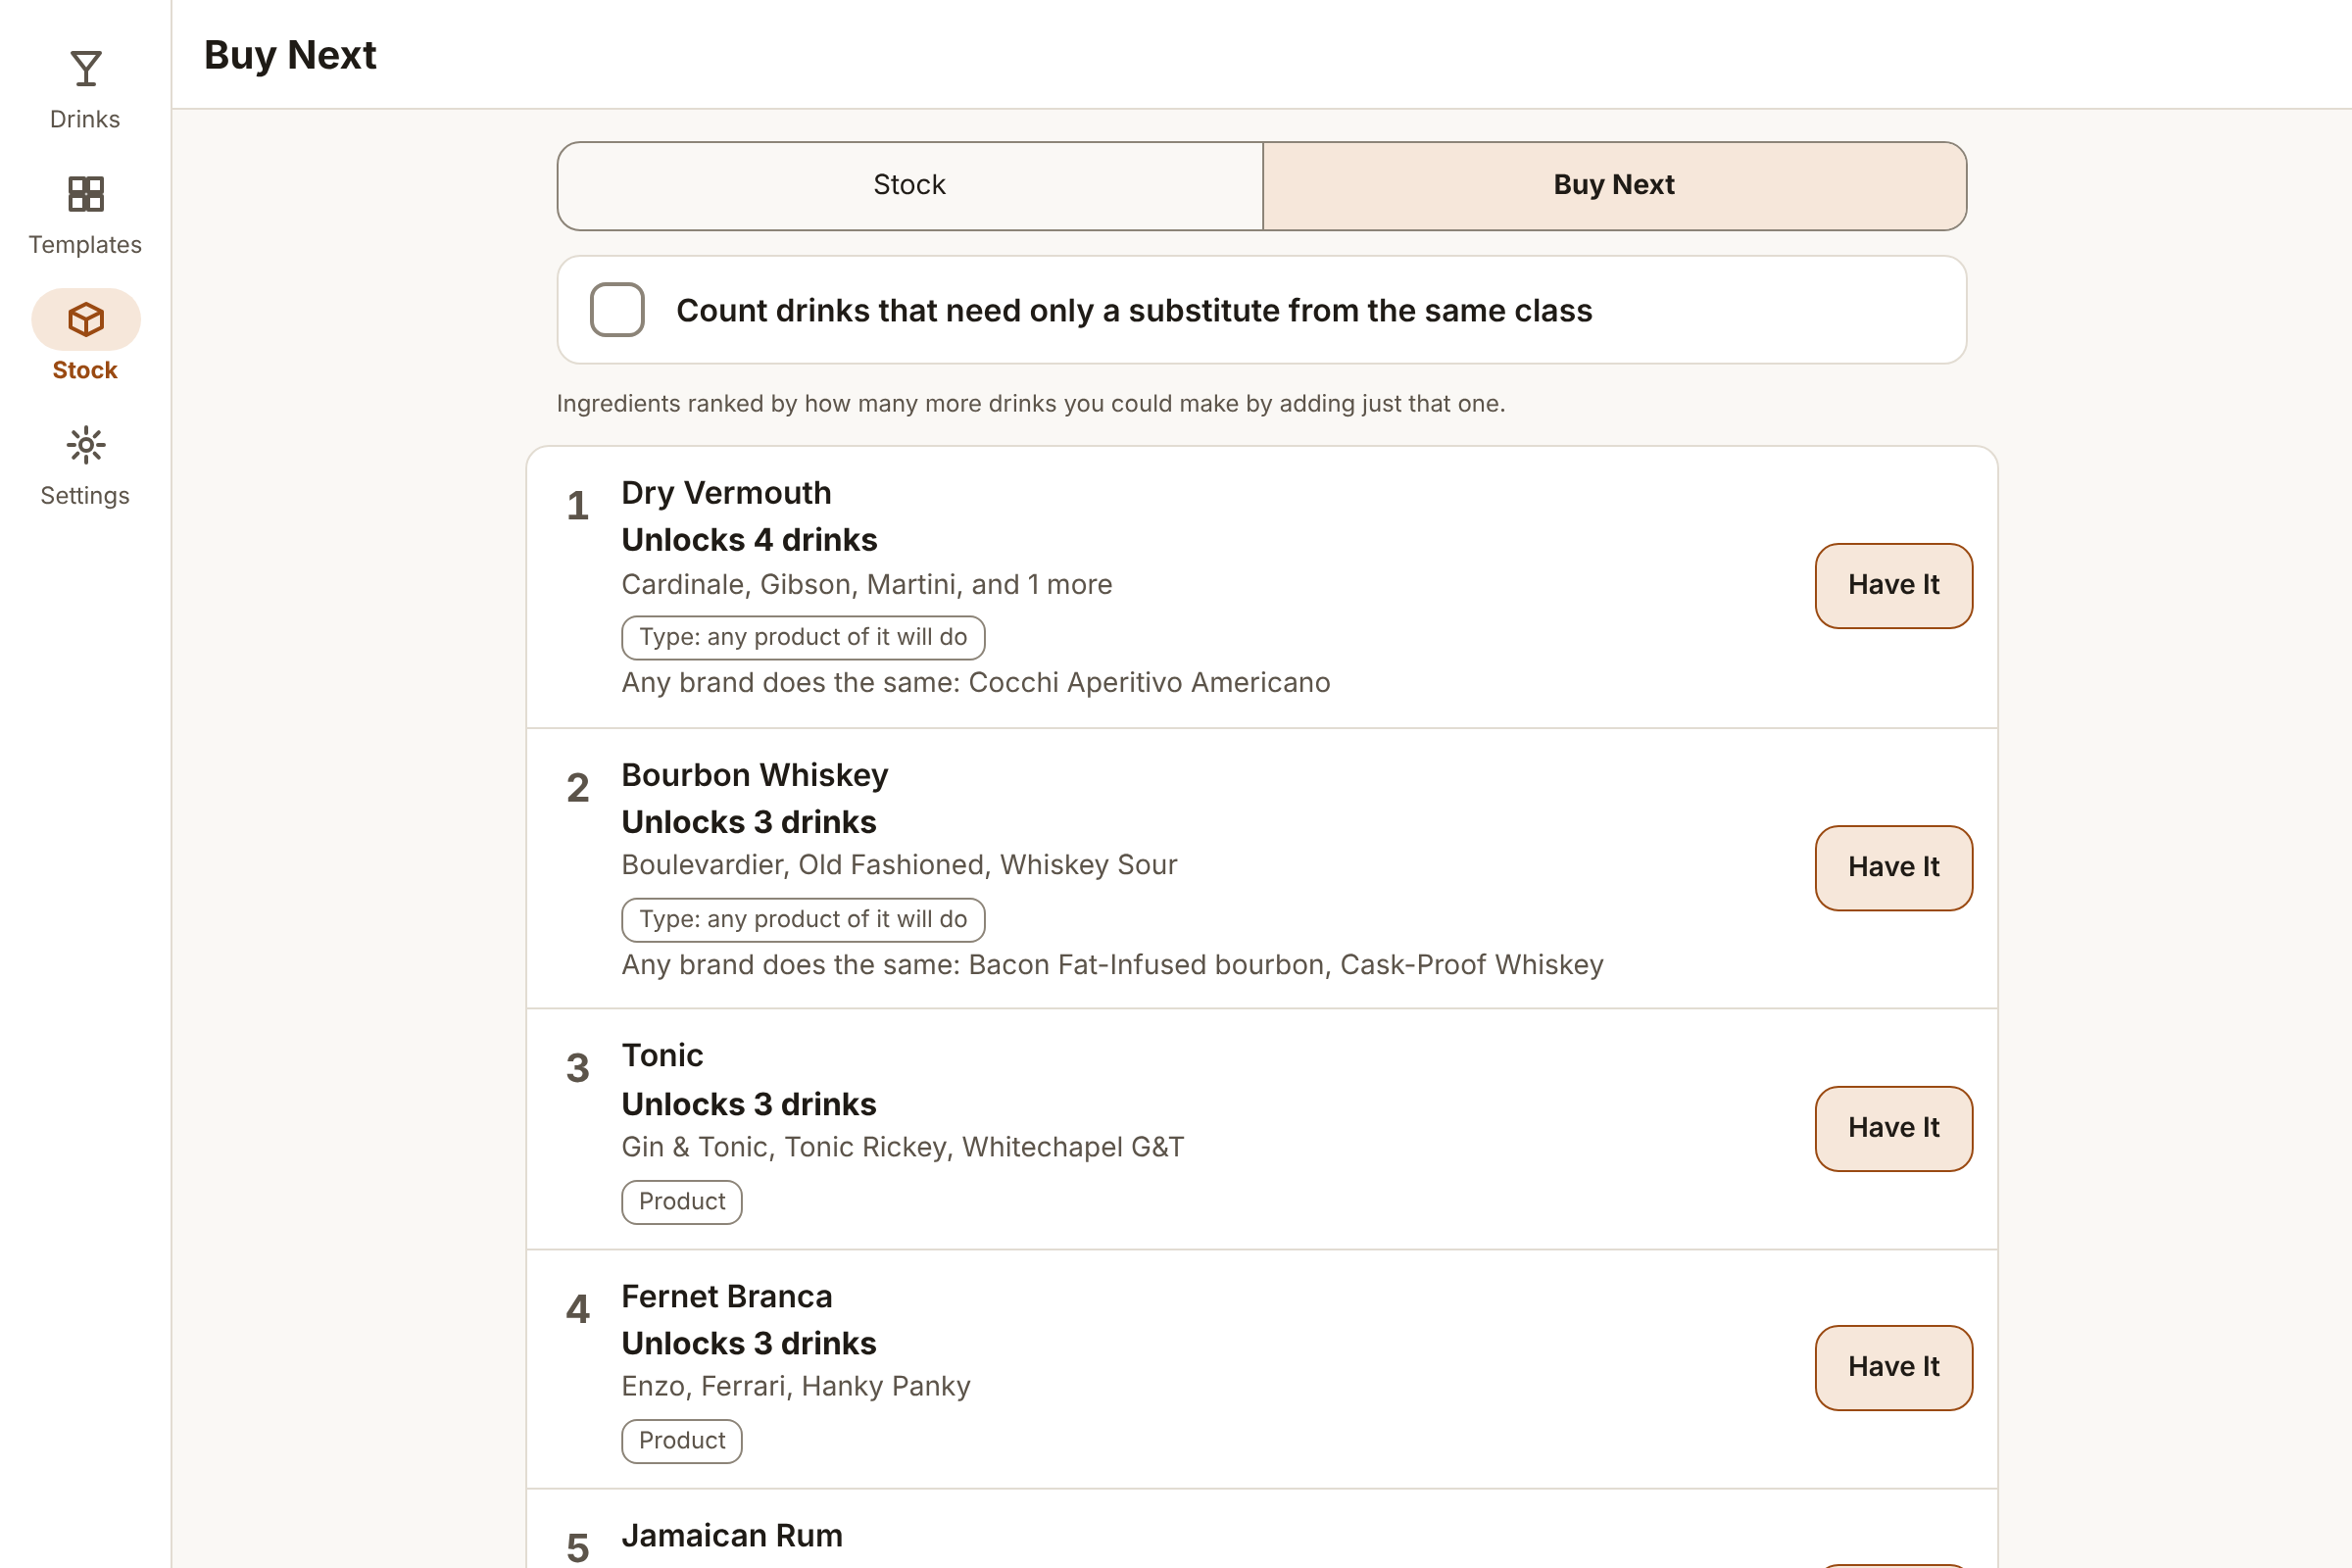 Buy Next
Drinks
Templates
Stock
Settings
Stock
Buy Next
Count drinks that need only a substitute from the same class
Ingredients ranked by how many more drinks you could make by adding just that one.
1
Dry Vermouth
Unlocks 4 drinks
Cardinale, Gibson, Martini, and 1 more
Type: any product of it will do
Any brand does the same: Cocchi Aperitivo Americano
Have It
2
Bourbon Whiskey
Unlocks 3 drinks
Boulevardier, Old Fashioned, Whiskey Sour
Type: any product of it will do
Any brand does the same: Bacon Fat-Infused bourbon, Cask-Proof Whiskey
Have It
3
Tonic
Unlocks 3 drinks
Gin & Tonic, Tonic Rickey, Whitechapel G&T
Product
Have It
4
Fernet Branca
Unlocks 3 drinks
Enzo, Ferrari, Hanky Panky
Product
Have It
5
Jamaican Rum